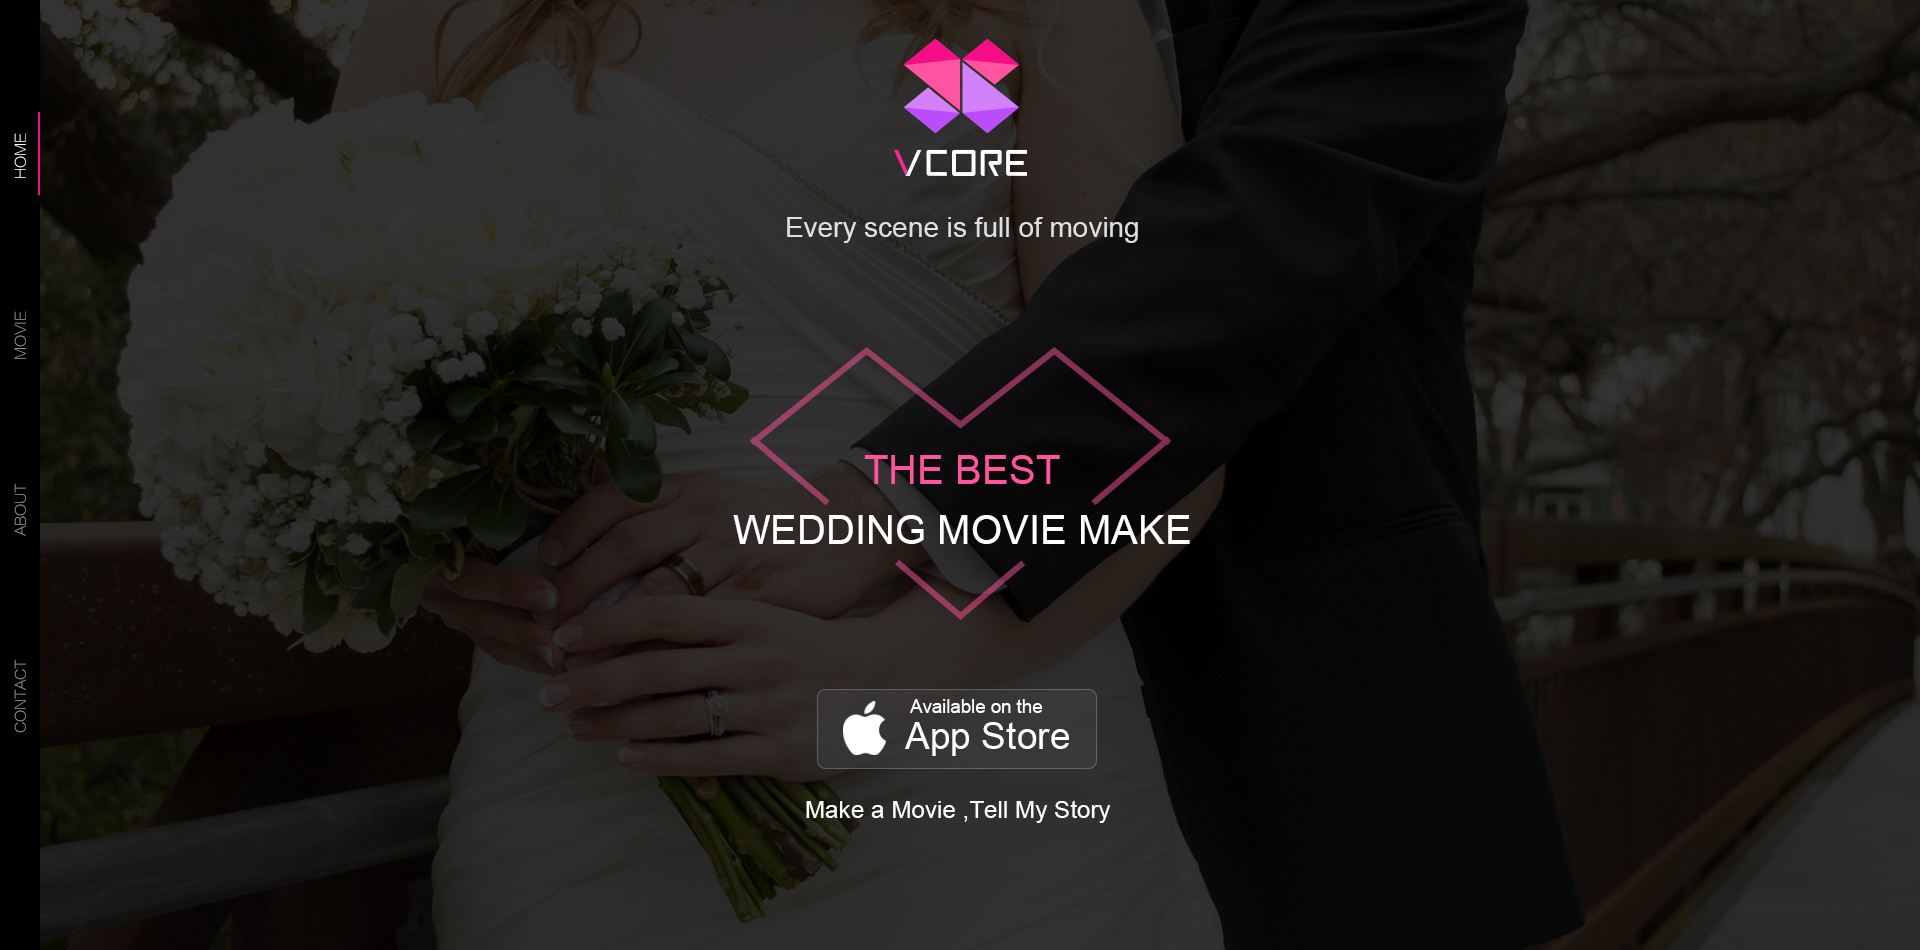 HOME
MOVIE
ABOUT
CONTACT
VCORE
Every scene is full of moving
THE BEST
WEDDING MOVIE MAKE
Available on the
App Store
Make a Movie ,Tell My Story